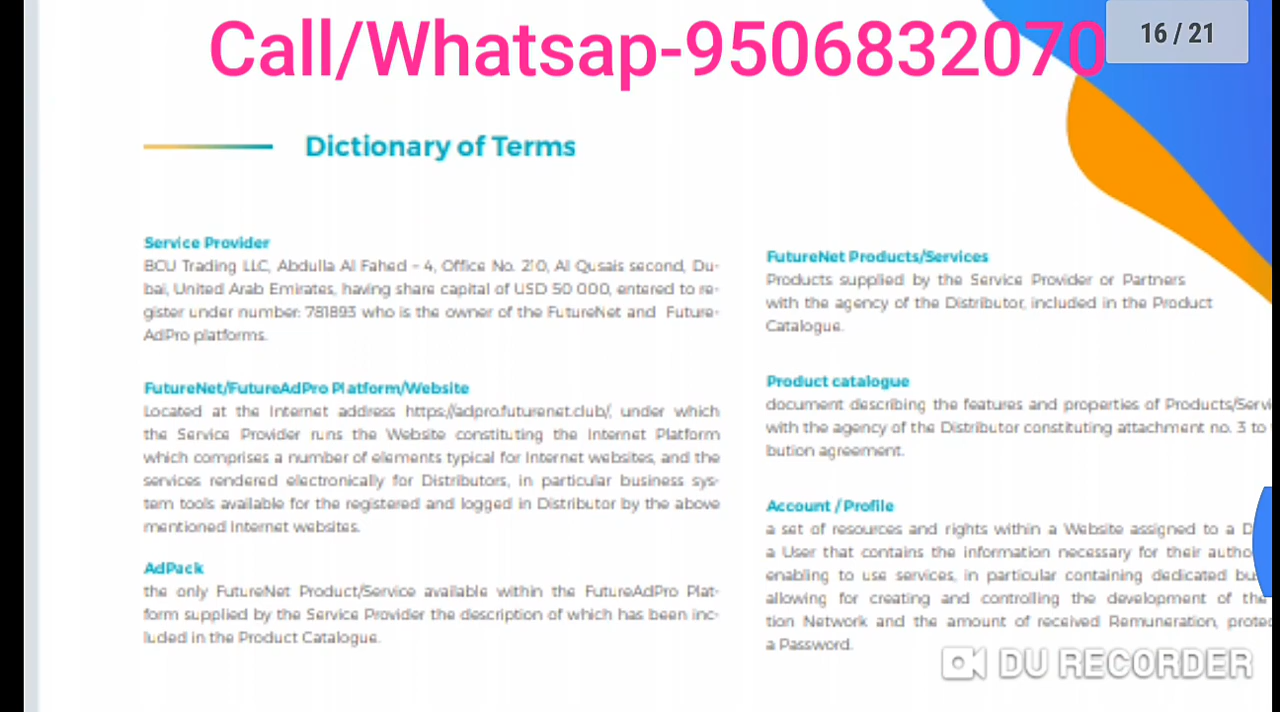 Call/Whatsap-9506832070
16 / 21
Dictionary of Terms
Service Provider
BCU Trading LLC, Abdulla Al Fahed - 4, Office No. 210, Al Qusais second, Du-
bai, United Arab Emirates, having share capital of USD 50 000, entered to re-
gister under number: 781893 who is the owner of the FutureNet and Future-
AdPro platforms.
FutureNet/FutureAdPro Platform/Website
Located at the Internet address https://adpro.futurenet.club/, under which
the Service Provider runs the Website constituting the Internet Platform
which comprises a number of elements typical for Internet websites, and the
services rendered electronically for Distributors, in particular business sys-
tem tools available for the registered and logged in Distributor by the above
mentioned Internet websites.
AdPack
the only FutureNet Product/Service available within the FutureAdPro Plat-
form supplied by the Service Provider the description of which has been inc-
luded in the Product Catalogue.
FutureNet Products/Services
Products supplied by the Service Provider or Partners
with the agency of the Distributor, included in the Product
Catalogue.
Product catalogue
document describing the features and properties of Products/Servi
with the agency of the Distributor constituting attachment no. 3 to
bution agreement.
Account / Profile
a set of resources and rights within a Website assigned to a D
a User that contains the information necessary for their autho
enabling to use services, in particular containing dedicated bu
allowing for creating and controlling the development of the
tion Network and the amount of received Remuneration, protec
a Password.
DU RECORDER